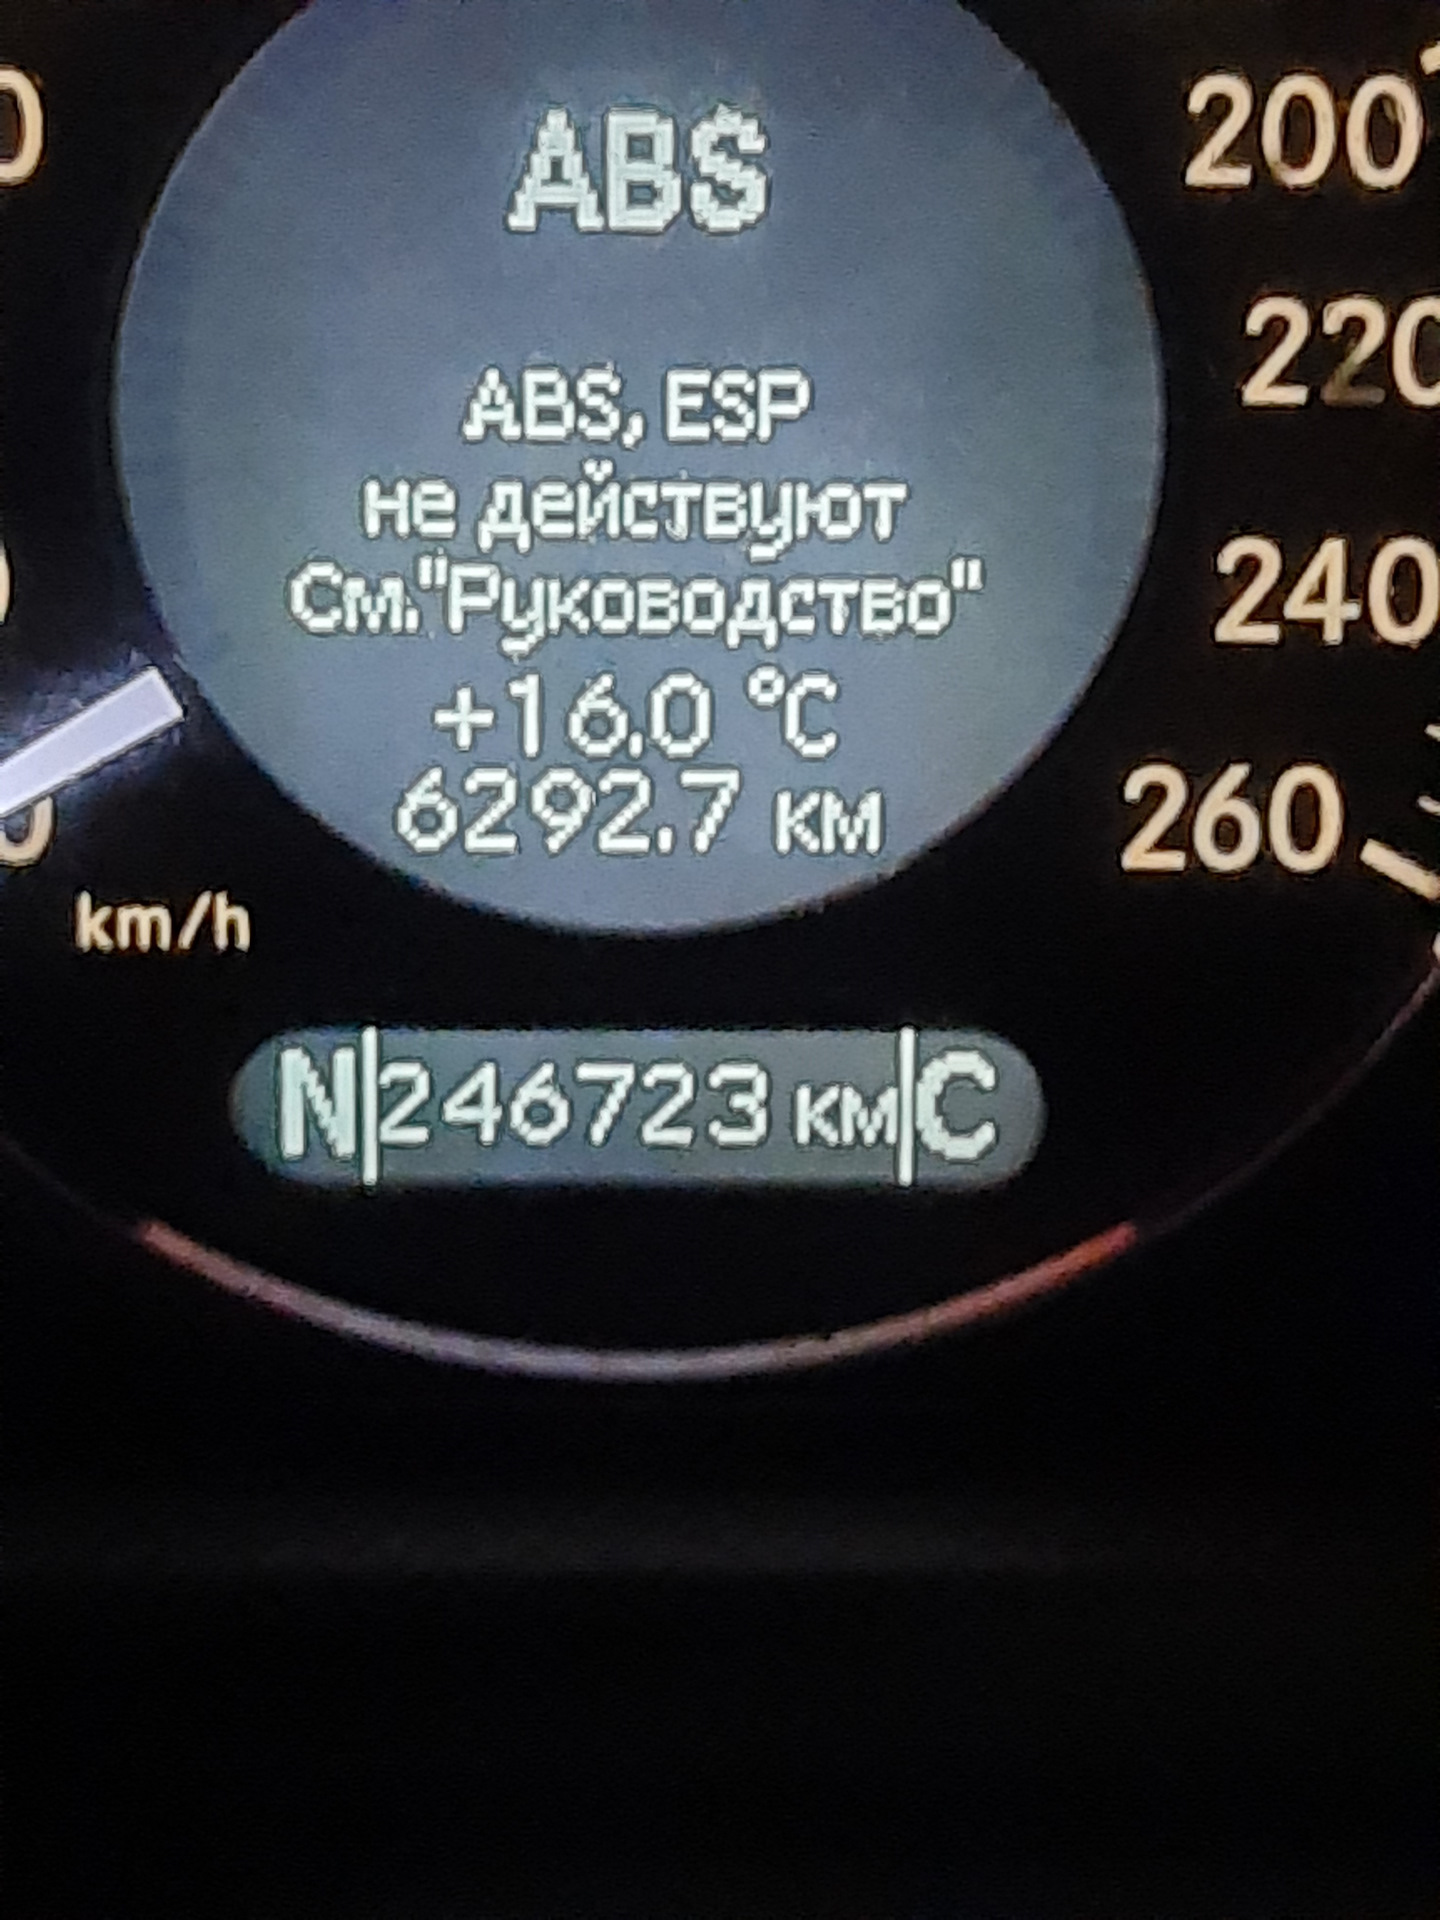 ABS
200
220
ABS, ESP
не действуют
См."Руководство"
240
+16.0 °C
6292.7 км
260
km/h
N 246723 км C